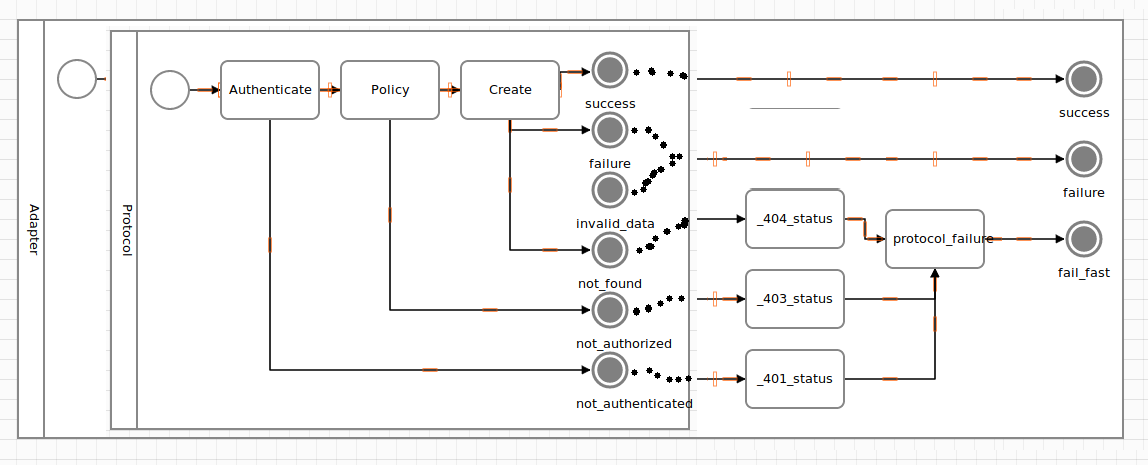 Adapter
Protocol
Authenticate
Policy
Create
success
failure
invalid_data
not_found
not_authorized
not_authenticated
_404_status
_403_status
_401_status
protocol_failure
success
failure
fail_fast